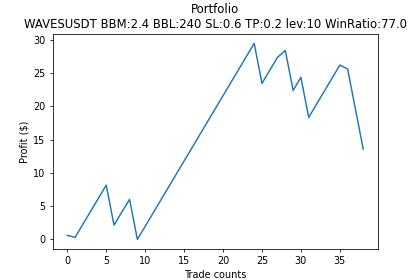 Portfolio
WAVESUSDT BBM:2.4 BBL:240 SL:0.6 TP:0.2 lev:10 WinRatio:77.0
30
25
20
15
10
5
0
Profit ($)
0 5 10 15 20 25 30 35
Trade counts